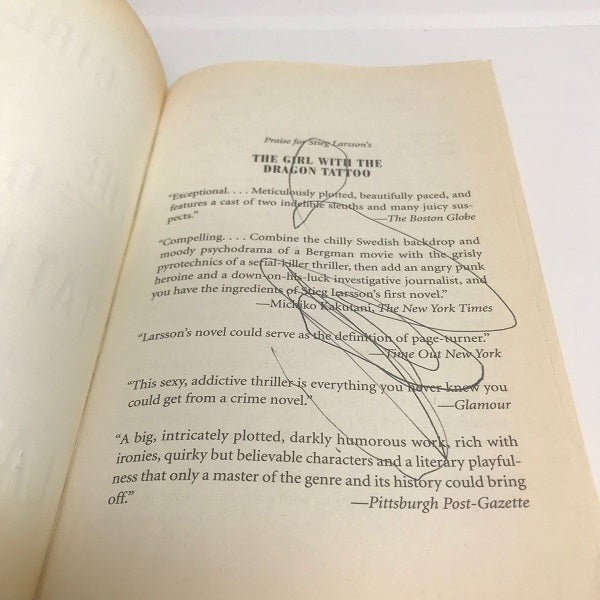 Praise for Stieg Larsson's
THE GIRL WITH THE
DRAGON TATTOO
"Exceptional. . . . Meticulously plotted, beautifully paced, and
features a cast of two indelible sleuths and many juicy sus-
pects." —The Boston Globe
"Compelling. . . . Combine the chilly Swedish backdrop and
moody psychodrama of a Bergman movie with the grisly
pyrotechnics of a serial-killer thriller, then add an angry punk
heroine and a down-on-his-luck investigative journalist, and
you have the ingredients of Stieg Larsson's first novel."
—Michiko Kakutani, The New York Times
"Larsson's novel could serve as the definition of page-turner."
—Time Out New York
"This sexy, addictive thriller is everything you never knew you
could get from a crime novel." —Glamour
"A big, intricately plotted, darkly humorous work, rich with
ironies, quirky but believable characters and a literary playful-
ness that only a master of the genre and its history could bring
off." —Pittsburgh Post-Gazette